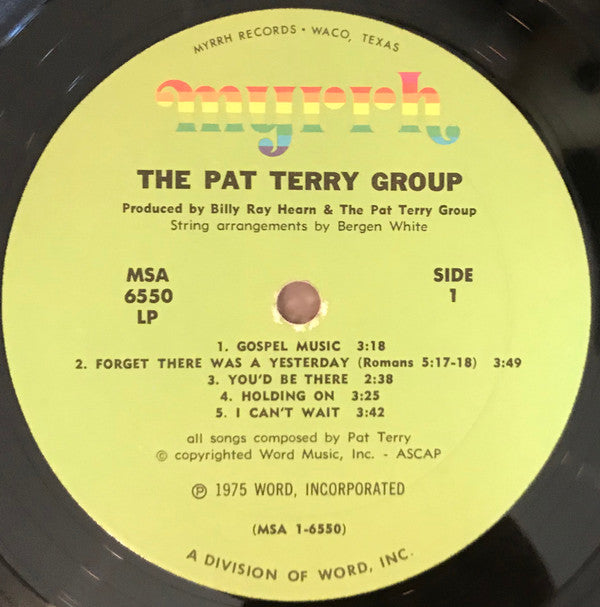 MYRRH RECORDS • WACO, TEXAS
myrrh
THE PAT TERRY GROUP
Produced by Billy Ray Hearn & The Pat Terry Group
String arrangements by Bergen White
MSA
6550
LP
SIDE
1
1. GOSPEL MUSIC 3:18
2. FORGET THERE WAS A YESTERDAY (Romans 5:17-18) 3:49
3. YOU'D BE THERE 2:38
4. HOLDING ON 3:25
5. I CAN'T WAIT 3:42
all songs composed by Pat Terry
© copyrighted Word Music, Inc. - ASCAP
℗ 1975 WORD, INCORPORATED
(MSA 1-6550)
A DIVISION OF WORD, INC.